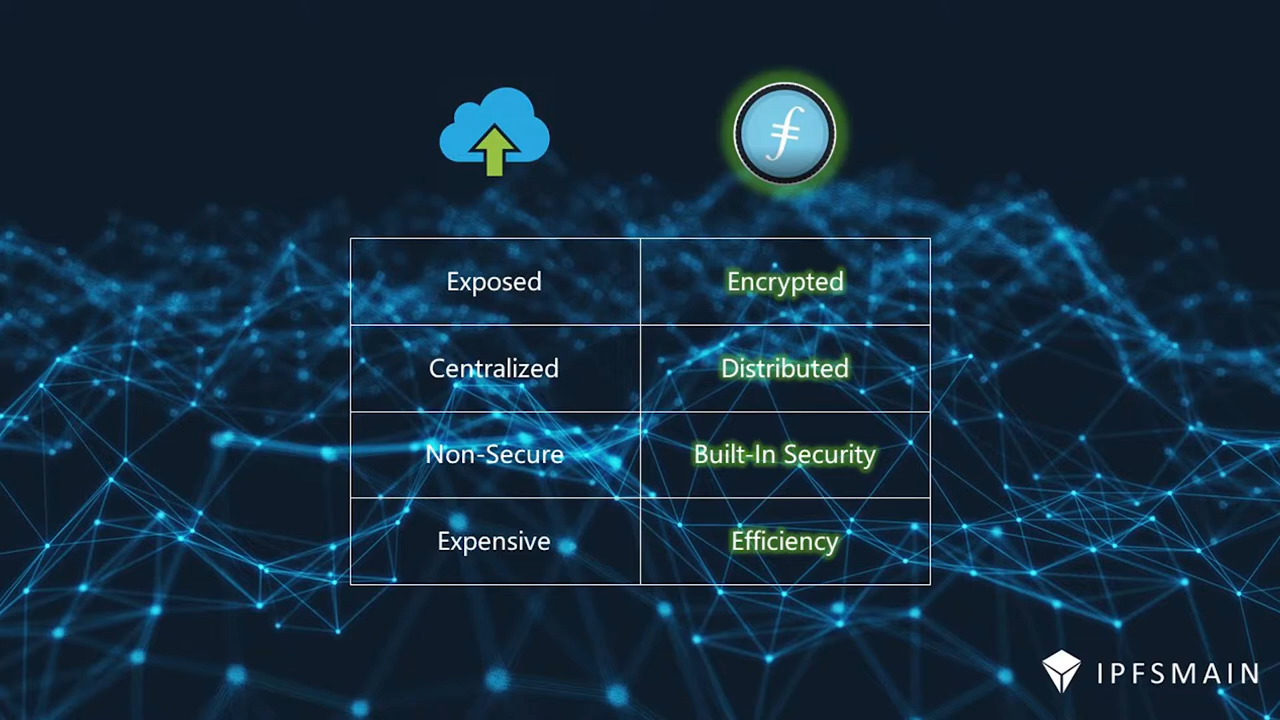 Exposed Encrypted
Centralized Distributed
Non-Secure Built-In Security
Expensive Efficiency
IPFSMAIN